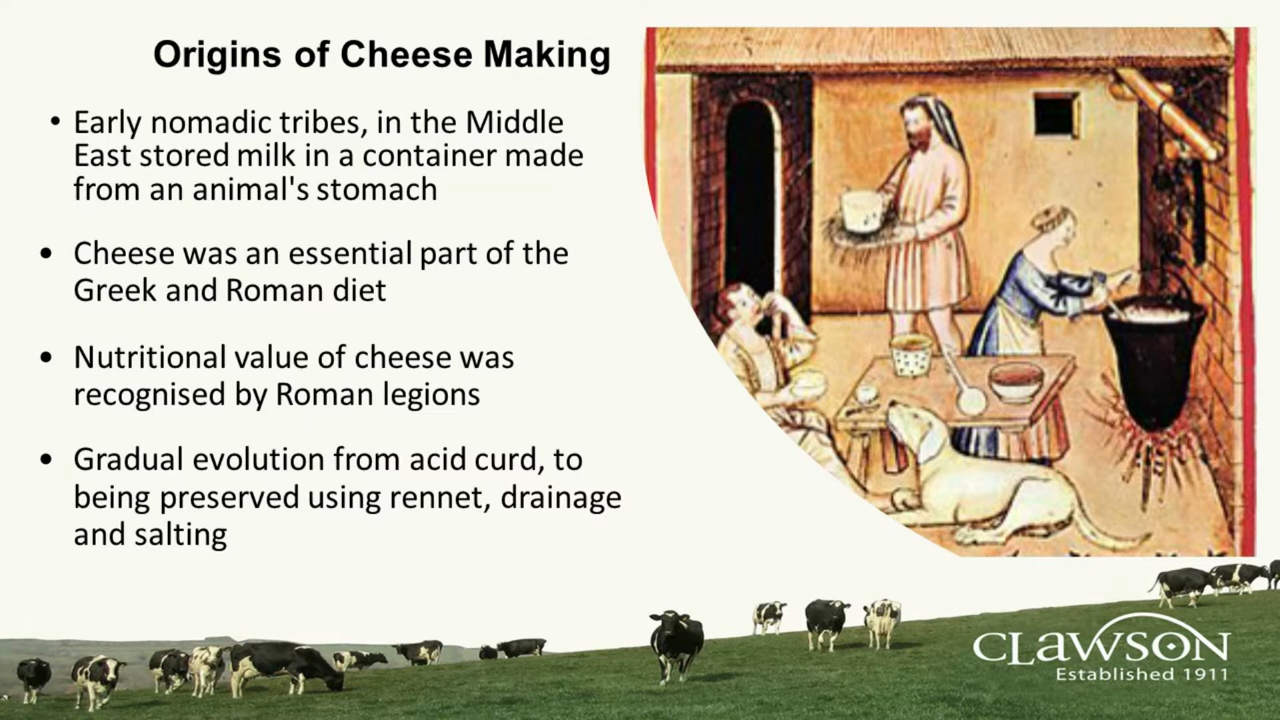 Origins of Cheese Making
• Early nomadic tribes, in the Middle
East stored milk in a container made
from an animal's stomach
• Cheese was an essential part of the
Greek and Roman diet
• Nutritional value of cheese was
recognised by Roman legions
• Gradual evolution from acid curd, to
being preserved using rennet, drainage
and salting
CLAWSON
Established 1911